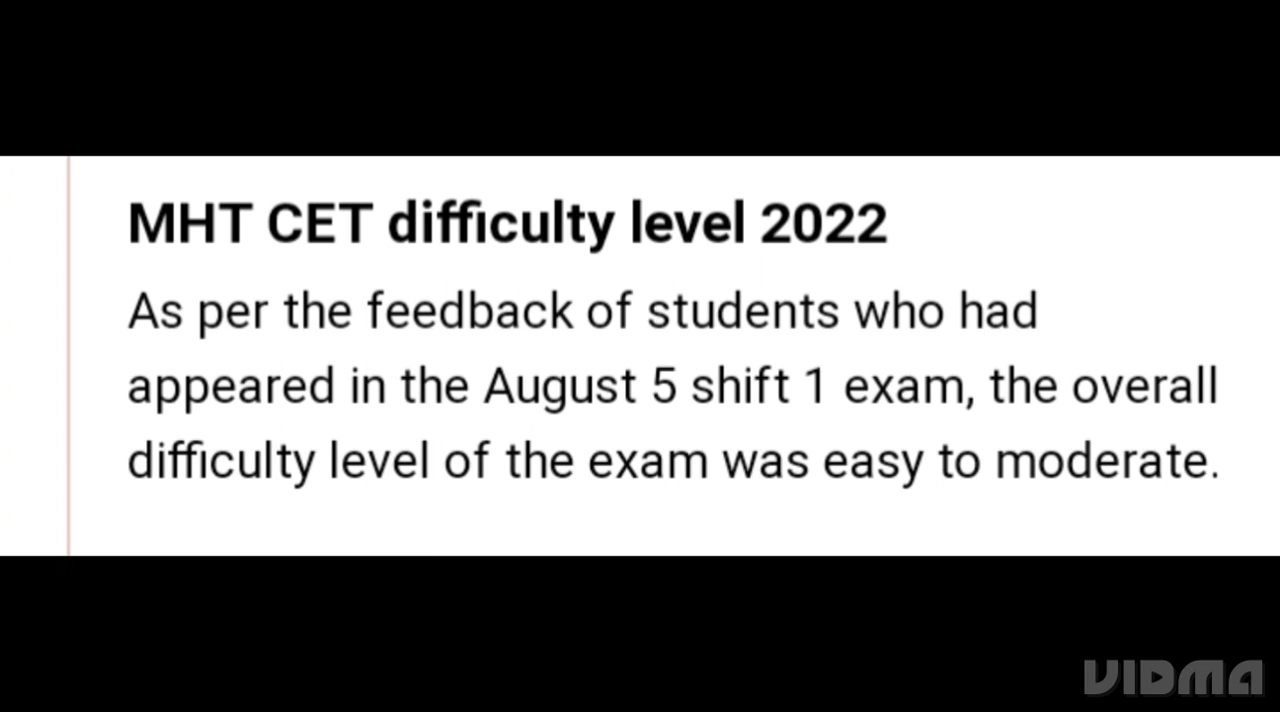 MHT CET difficulty level 2022
As per the feedback of students who had
appeared in the August 5 shift 1 exam, the overall
difficulty level of the exam was easy to moderate.
VIDMA